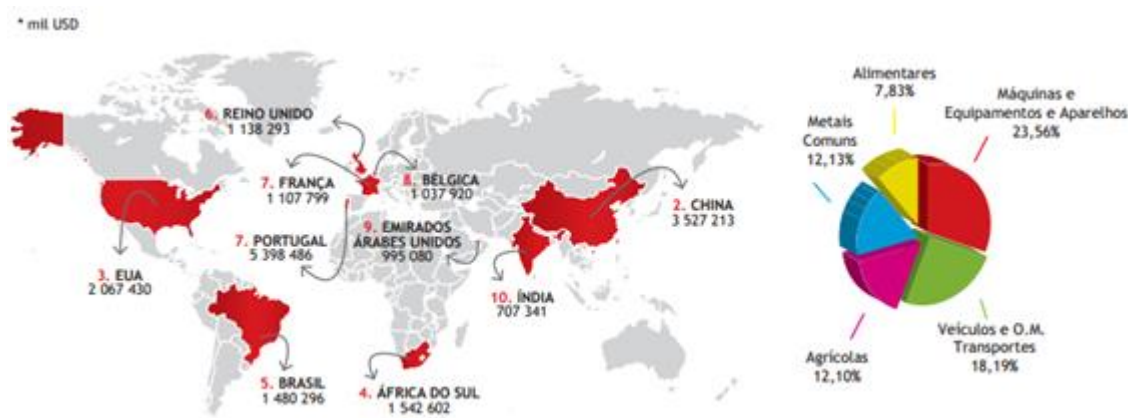 * mil USD
6. REINO UNIDO
1 138 293
7. FRANÇA
1 107 799
8. BÉLGICA
1 037 920
2. CHINA
3 527 213
7. PORTUGAL
5 398 486
9. EMIRADOS
ÁRABES UNIDOS
995 080
3. EUA
2 067 430
10. ÍNDIA
707 341
5. BRASIL
1 480 296
4. ÁFRICA DO SUL
1 542 602
Alimentares
7,83%
Máquinas e
Equipamentos e Aparelhos
23,56%
Metais
Comuns
12,13%
Agrícolas
12,10%
Veículos e O.M.
Transportes
18,19%